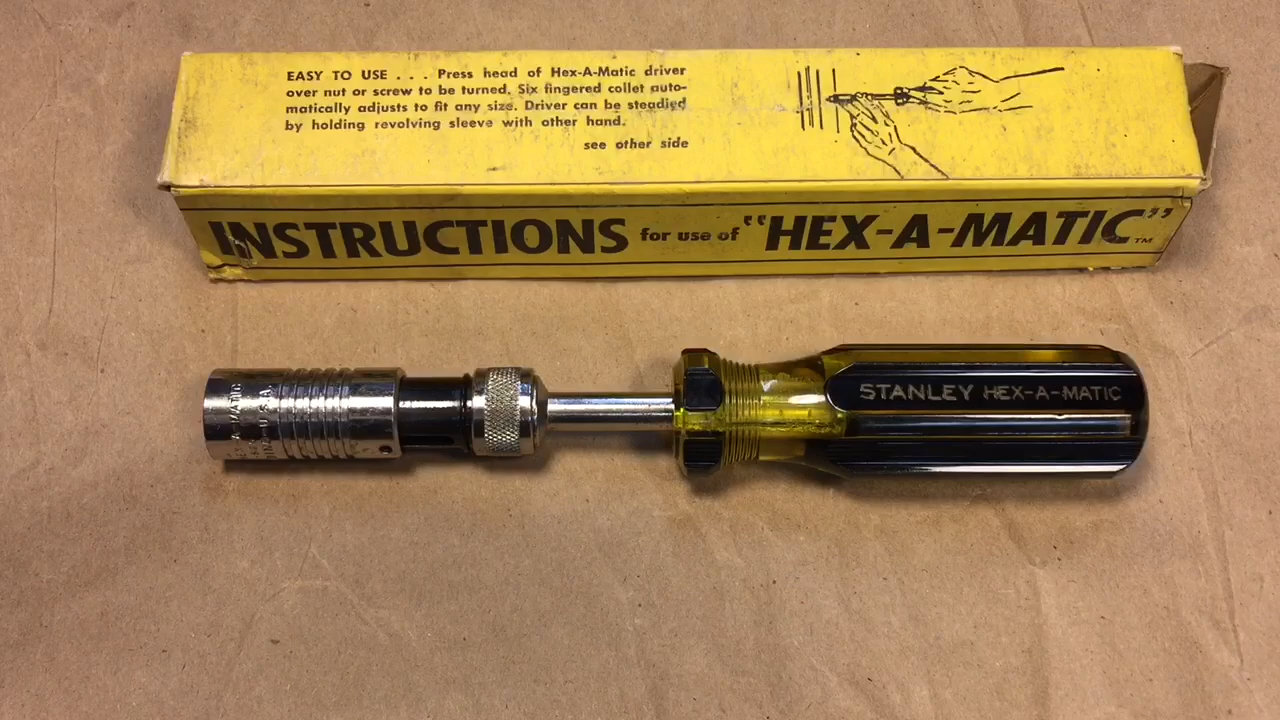 EASY TO USE . . . Press head of Hex-A-Matic driver
over nut or screw to be turned. Six fingered collet auto-
matically adjusts to fit any size. Driver can be steadied
by holding revolving sleeve with other hand.
see other side
INSTRUCTIONS for use of "HEX-A-MATIC" TM
STANLEY HEX-A-MATIC
A-MATIC
U.S.A.